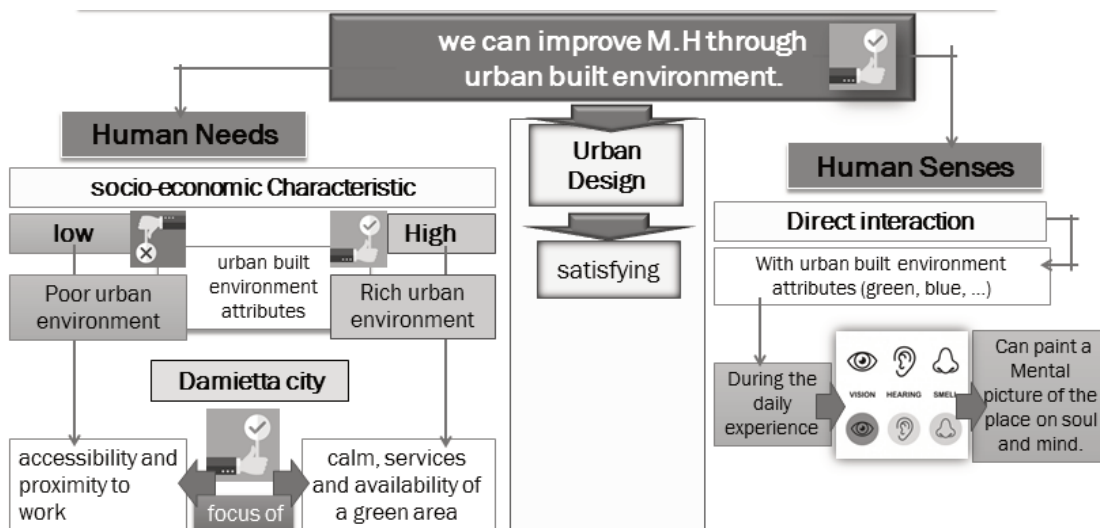 we can improve M.H through
urban built environment.
Human Needs
socio-economic Characteristic
low
High
urban built
environment
attributes
Poor urban
environment
Rich urban
environment
Damietta city
accessibility and
proximity to
work
focus of
calm, services
and availability of
a green area
Urban
Design
satisfying
Human Senses
Direct interaction
With urban built environment
attributes (green, blue, ...)
During the
daily
experience
VISION HEARING SMELL
Can paint a
Mental
picture of the
place on soul
and mind.